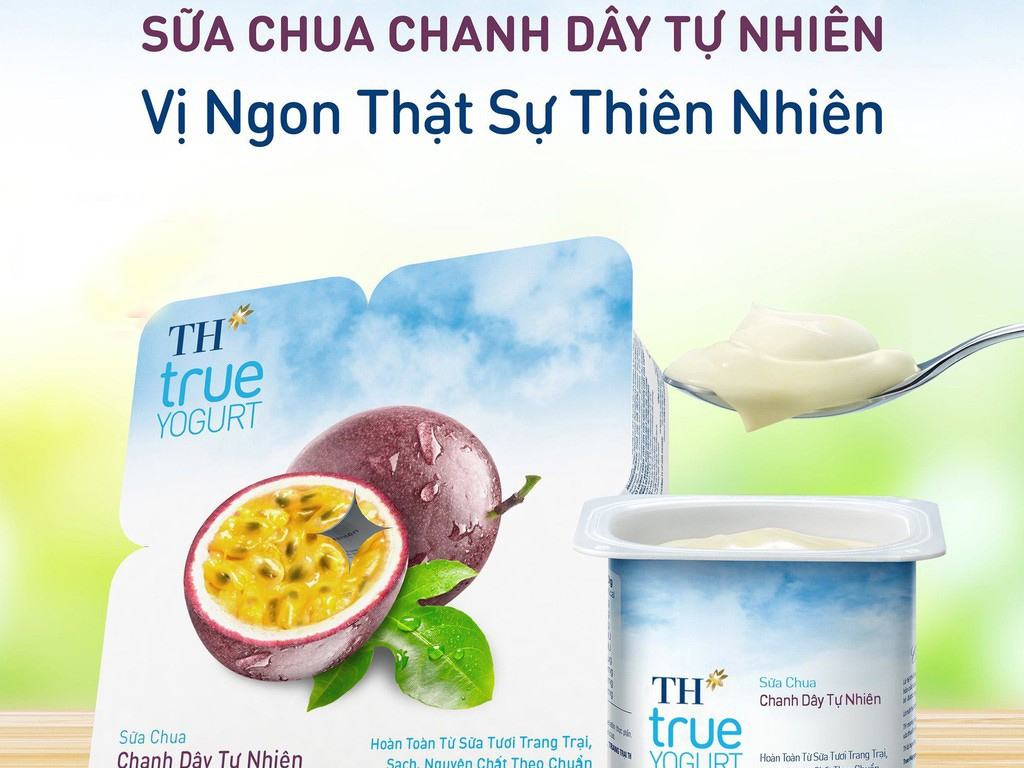 SỮA CHUA CHANH DÂY TỰ NHIÊN
Vị Ngon Thật Sự Thiên Nhiên
TH
true
YOGURT
Sữa Chua
Chanh Dây Tự Nhiên
Hoàn Toàn Từ Sữa Tươi Trang Trại,
Sạch, Nguyên Chất Theo Chuẩn
TH
true
YOGURT
Sữa Chua
Chanh Dây Tự Nhiên
Hoàn Toàn Từ Sữa Tươi Trang Trại,